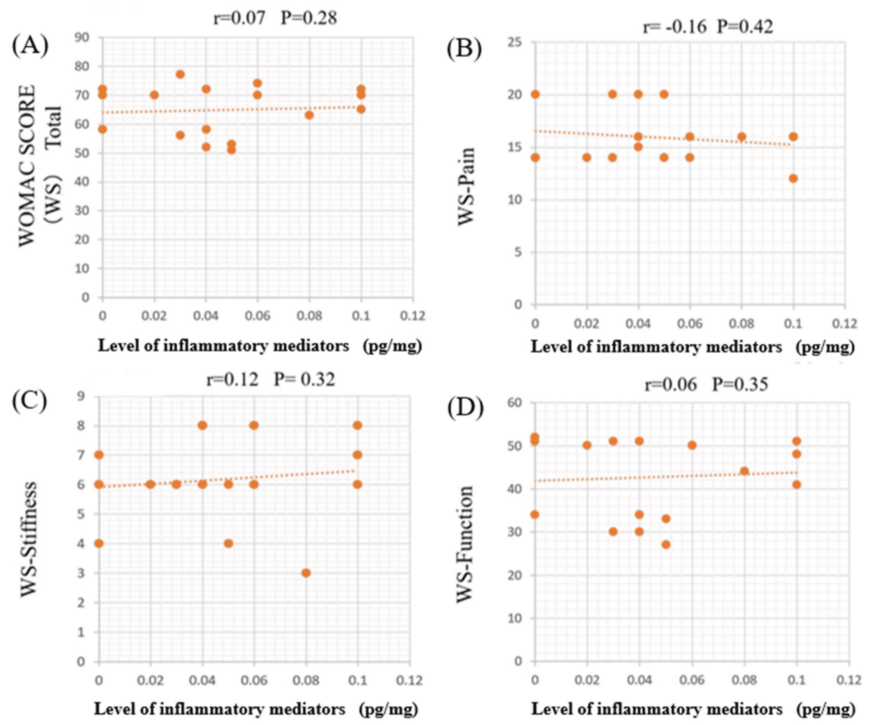 r=0.07 P=0.28
(A)
WOMAC SCORE
(WS) Total
90
80
70
60
50
40
30
20
10
0
0 0.02 0.04 0.06 0.08 0.1 0.12
Level of inflammatory mediators (pg/mg)
r= -0.16 P=0.42
(B)
WS-Pain
25
20
15
10
5
0
0 0.02 0.04 0.06 0.08 0.1 0.12
Level of inflammatory mediators (pg/mg)
r=0.12 P= 0.32
(C)
WS-Stiffness
9
8
7
6
5
4
3
2
1
0
0 0.02 0.04 0.06 0.08 0.1 0.12
Level of inflammatory mediators (pg/mg)
r=0.06 P=0.35
(D)
WS-Function
60
50
40
30
20
10
0
0 0.02 0.04 0.06 0.08 0.1 0.12
Level of inflammatory mediators (pg/mg)